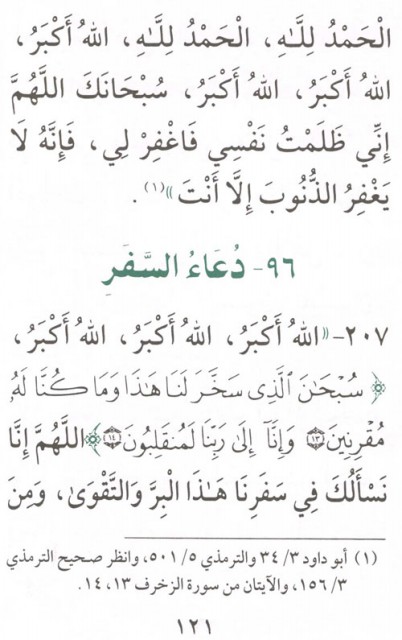 الْحَمْدُ لِلَّهِ، الْحَمْدُ لِلَّهِ، اللهُ أَكْبَرُ،
اللهُ أَكْبَرُ، اللهُ أَكْبَرُ، سُبْحَانَكَ اللَّهُمَّ
إِنِّي ظَلَمْتُ نَفْسِي فَاغْفِرْ لِي، فَإِنَّهُ لَا
يَغْفِرُ الذُّنُوبَ إِلَّا أَنْتَ»(١).
٩٦- دُعَاءُ السَّفَرِ
٢٠٧-«اللهُ أَكْبَرُ، اللهُ أَكْبَرُ، اللهُ أَكْبَرُ،
﴿سُبْحَٰنَ ٱلَّذِى سَخَّرَ لَنَا هَٰذَا وَمَا كُنَّا لَهُۥ
مُقْرِنِينَ ١٣ وَإِنَّآ إِلَىٰ رَبِّنَا لَمُنقَلِبُونَ ١٤﴾ اللَّهُمَّ إِنَّا
نَسْأَلُكَ فِي سَفَرِنَا هَٰذَا الْبِرَّ وَالتَّقْوَى، وَمِنَ
(١) أبو داود ٣/ ٣٤ والترمذي ٥/ ٥٠١، وانظر صحيح الترمذي
٣/ ١٥٦، والآيتان من سورة الزخرف ١٣، ١٤.
١٢١